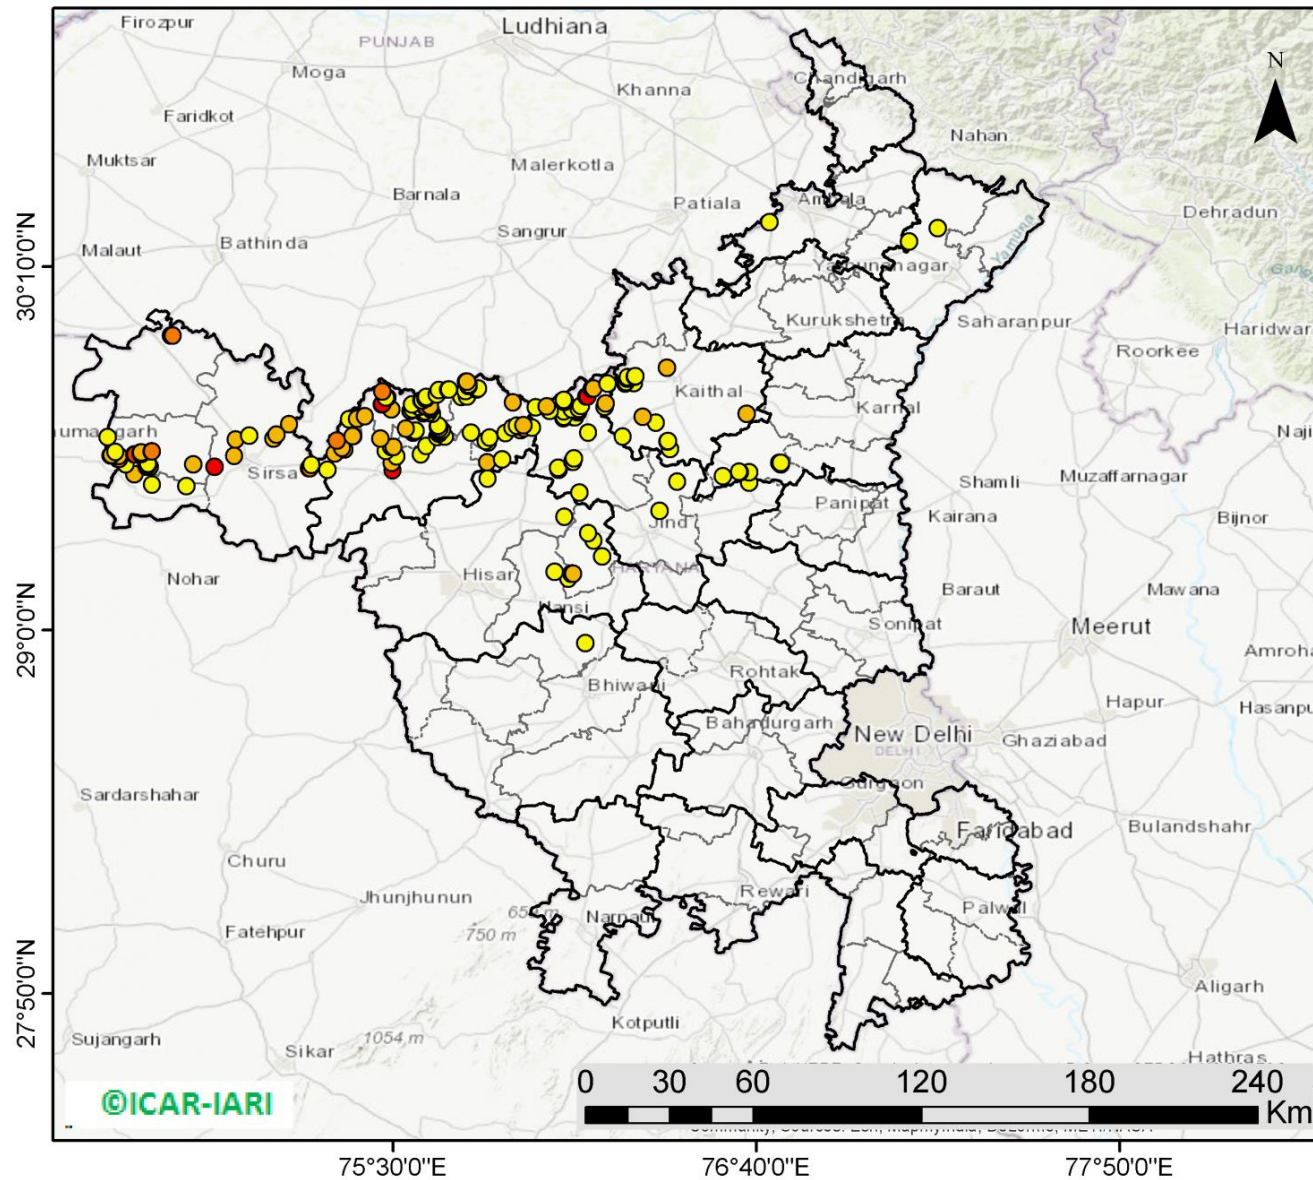 Firozpur
Ludhiana
PUNJAB
Moga
Chandigarh
N
Khanna
Faridkot
Nahan
Muktsar
Malerkotla
Barnala
Patiala
Ambala
Dehradun
Sangrur
Malaut
Bathinda
Yamuna
30°10'0"N
Yamunanagar
Kurukshetra
Saharanpur
Haridwar
Roorkee
Kaithal
Karnal
Sirsa
Muzaffarnagar
Shamli
Panipat
Jind
Kairana
Bijnor
HARYANA
Nohar
Hisar
Baraut
Mawana
Hansi
29°0'0"N
Sonipat
Meerut
Rohtak
Bhiwani
Hapur
Bahadurgarh
New Delhi
DELHI
Ghaziabad
Gurgaon
Sardarshahar
Faridabad
Bulandshahr
Churu
Jhunjhunun
Rewari
Narnaul
Palwal
Fatehpur
750 m
27°50'0"N
Aligarh
Kotputli
Sujangarh
1054 m
Sikar
Hathras
©ICAR-IARI
0 30 60 120 180 240
Km
75°30'0"E 76°40'0"E 77°50'0"E